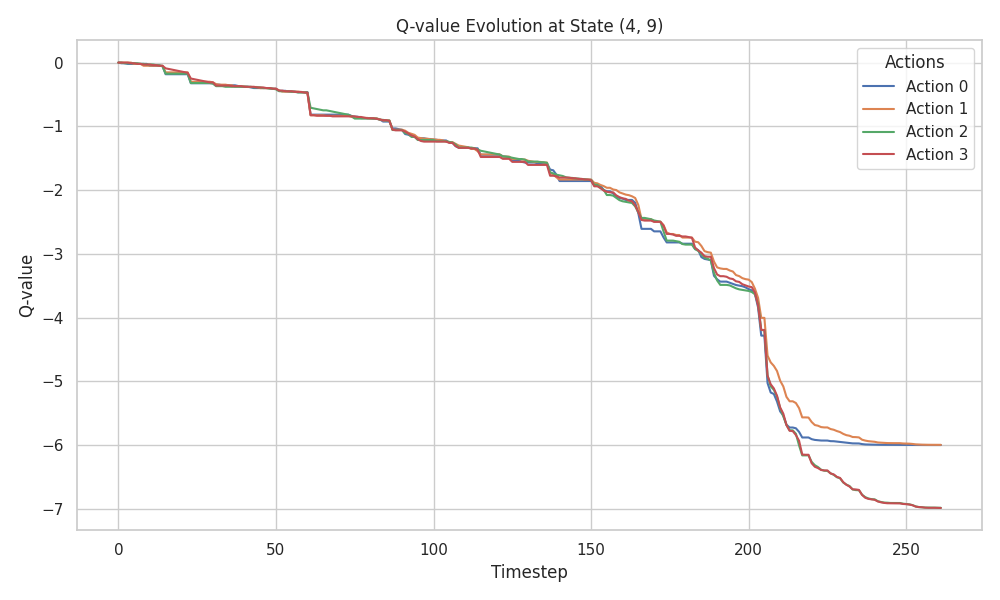 Q-value Evolution at State (4, 9)
Actions
Action 0
Action 1
Action 2
Action 3
Q-value
0
−1
−2
−3
−4
−5
−6
−7
0 50 100 150 200 250
Timestep